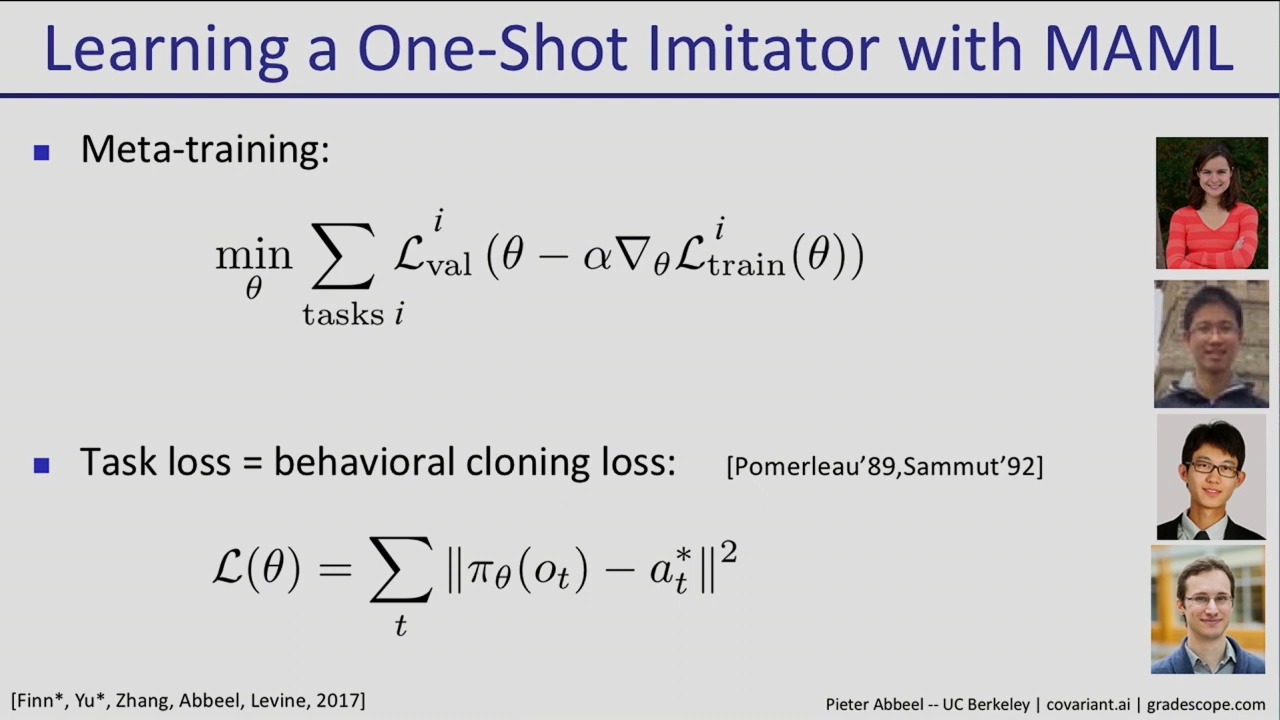 Learning a One-Shot Imitator with MAML
Meta-training:
min_θ ∑_{tasks i} ℒ^i_val (θ − α∇_θ ℒ^i_train(θ))
Task loss = behavioral cloning loss: [Pomerleau’89,Sammut’92]
ℒ(θ) = ∑_t ‖π_θ(o_t) − a_t^*‖²
[Finn*, Yu*, Zhang, Abbeel, Levine, 2017]
Pieter Abbeel -- UC Berkeley | covariant.ai | gradescope.com